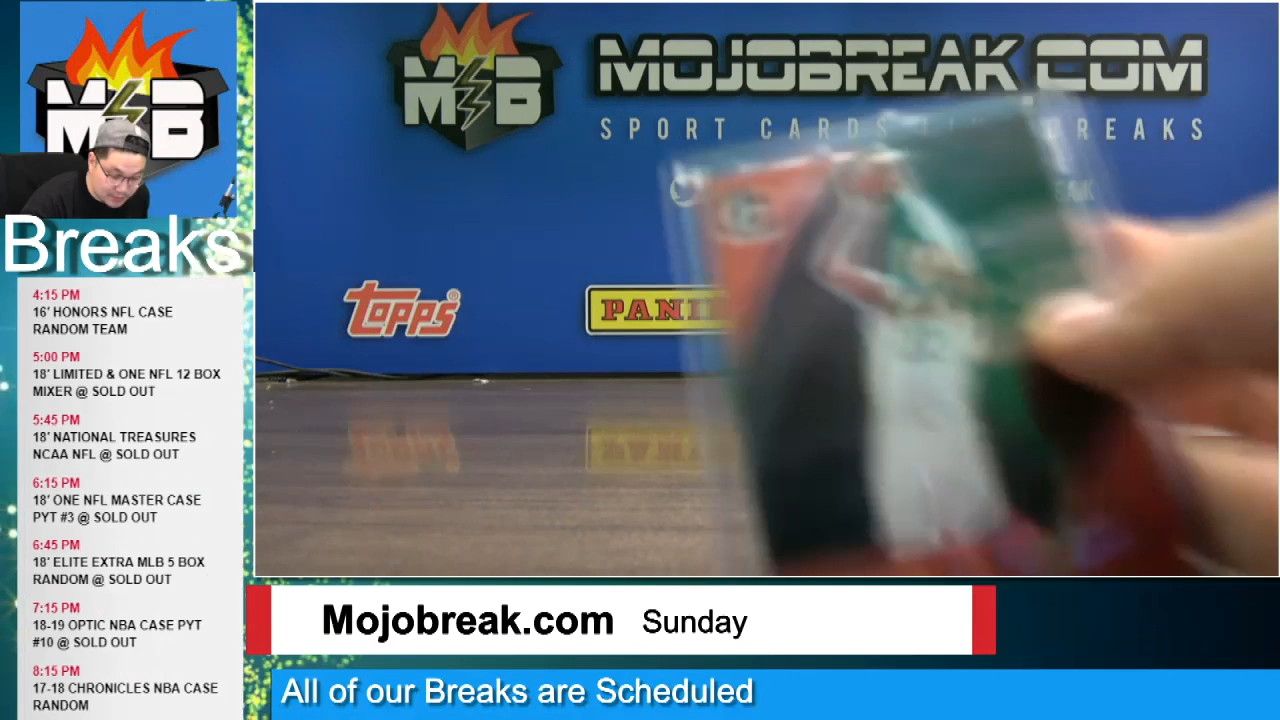 M B
M B
MOJOBREAK.COM
SPORT CARDS BREAKS
TOPPS
PANINI
Breaks
4:15 PM
16' HONORS NFL CASE
RANDOM TEAM
5:00 PM
18' LIMITED & ONE NFL 12 BOX
MIXER @ SOLD OUT
5:45 PM
18' NATIONAL TREASURES
NCAA NFL @ SOLD OUT
6:15 PM
18' ONE NFL MASTER CASE
PYT #3 @ SOLD OUT
6:45 PM
18' ELITE EXTRA MLB 5 BOX
RANDOM @ SOLD OUT
7:15 PM
18-19 OPTIC NBA CASE PYT
#10 @ SOLD OUT
8:15 PM
17-18 CHRONICLES NBA CASE
RANDOM
Mojobreak.com Sunday
All of our Breaks are Scheduled